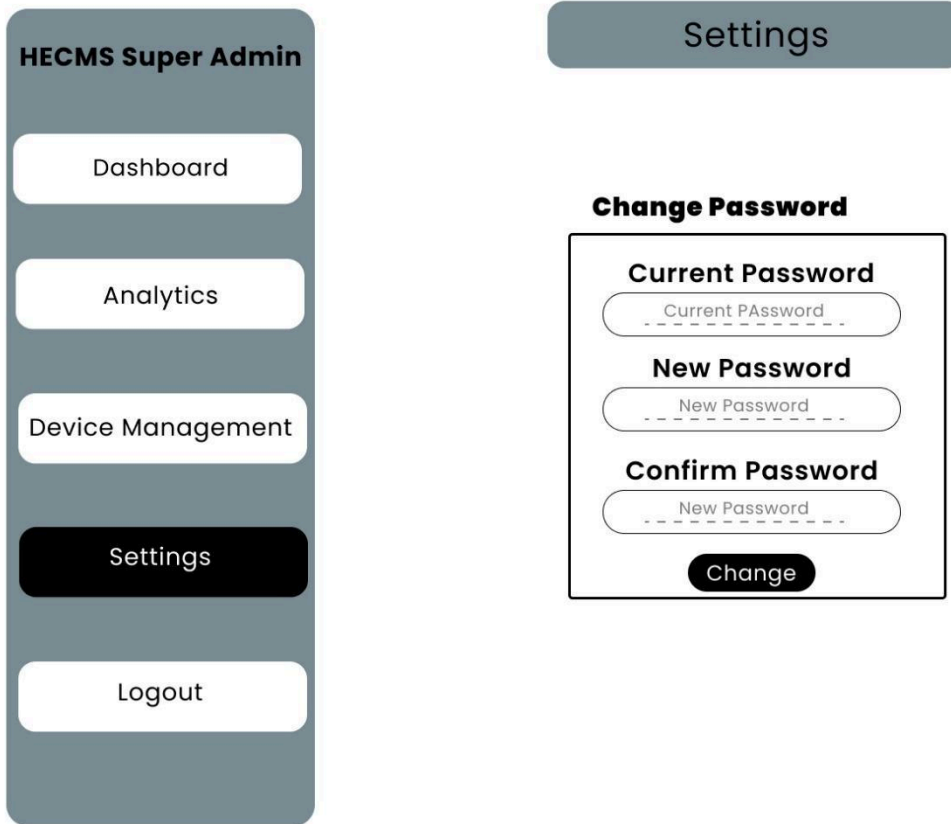 HECMS Super Admin
Dashboard
Analytics
Device Management
Settings
Logout
Settings
Change Password
Current Password
Current PAssword
New Password
New Password
Confirm Password
New Password
Change